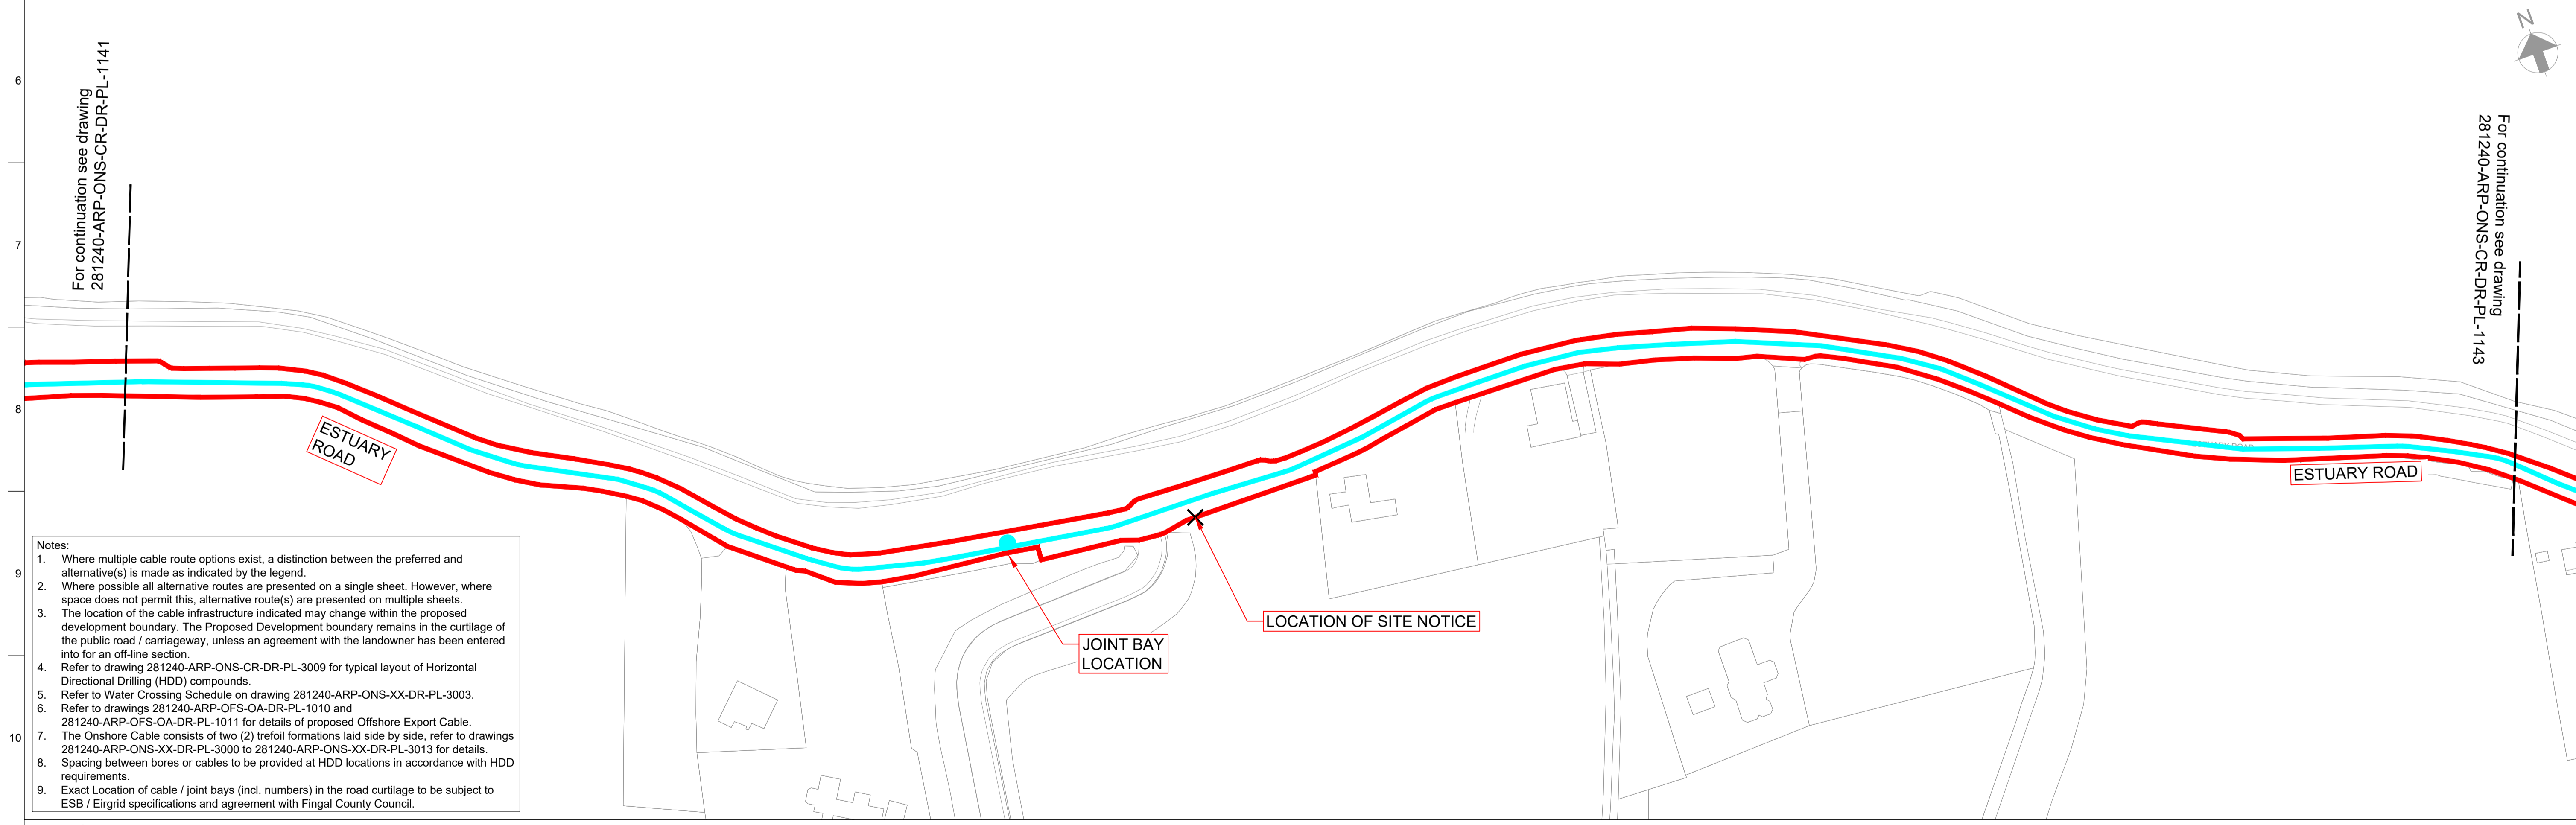 N
6
7
8
9
10
For continuation see drawing
281240-ARP-ONS-CR-DR-PL-1141
For continuation see drawing
281240-ARP-ONS-CR-DR-PL-1143
ESTUARY
ROAD
ESTUARY ROAD
ESTUARY ROAD
JOINT BAY
LOCATION
LOCATION OF SITE NOTICE
Notes:
1. Where multiple cable route options exist, a distinction between the preferred and
alternative(s) is made as indicated by the legend.
2. Where possible all alternative routes are presented on a single sheet. However, where
space does not permit this, alternative route(s) are presented on multiple sheets.
3. The location of the cable infrastructure indicated may change within the proposed
development boundary. The Proposed Development boundary remains in the curtilage of
the public road / carriageway, unless an agreement with the landowner has been entered
into for an off-line section.
4. Refer to drawing 281240-ARP-ONS-CR-DR-PL-3009 for typical layout of Horizontal
Directional Drilling (HDD) compounds.
5. Refer to Water Crossing Schedule on drawing 281240-ARP-ONS-XX-DR-PL-3003.
6. Refer to drawings 281240-ARP-OFS-OA-DR-PL-1010 and
281240-ARP-OFS-OA-DR-PL-1011 for details of proposed Offshore Export Cable.
7. The Onshore Cable consists of two (2) trefoil formations laid side by side, refer to drawings
281240-ARP-ONS-XX-DR-PL-3000 to 281240-ARP-ONS-XX-DR-PL-3013 for details.
8. Spacing between bores or cables to be provided at HDD locations in accordance with HDD
requirements.
9. Exact Location of cable / joint bays (incl. numbers) in the road curtilage to be subject to
ESB / Eirgrid specifications and agreement with Fingal County Council.